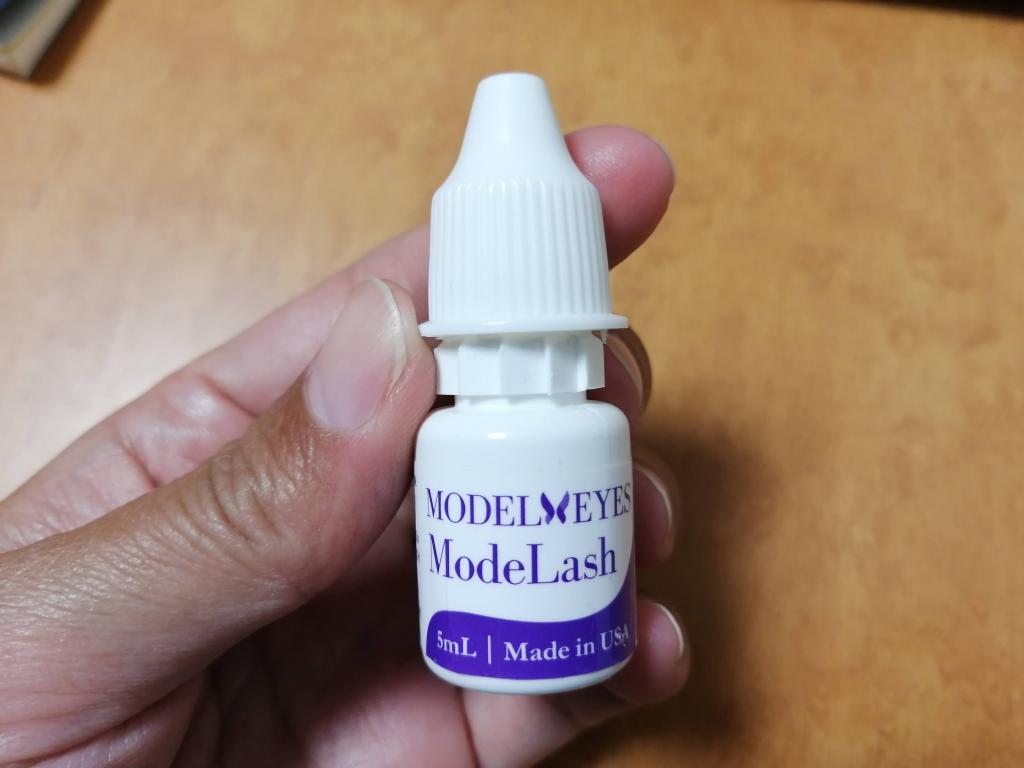 MODEL EYES
ModeLash
5mL | Made in USA